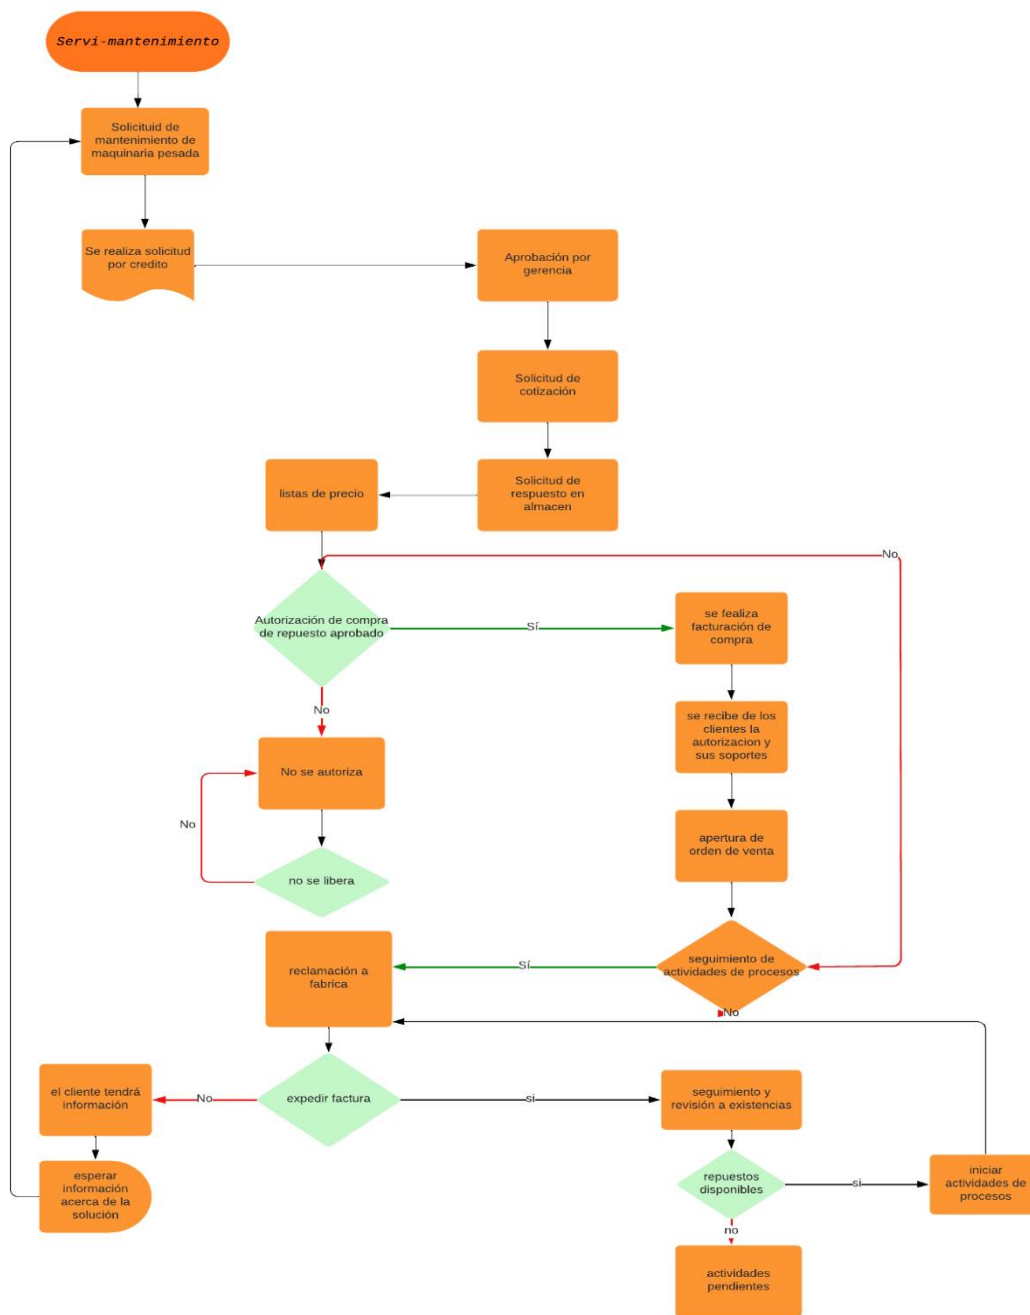 Servi-mantenimiento
Solicituid de
mantenimiento de
maquinaria pesada
Se realiza solicitud
por credito
Aprobación por
gerencia
Solicitud de
cotización
Solicitud de
respuesto en
almacen
listas de precio
No
Autorización de compra
de repuesto aprobado
Sí
se fealiza
facturación de
compra
No
se recibe de los
clientes la
autorizacion y
sus soportes
No se autoriza
No
apertura de
orden de venta
no se libera
seguimiento de
actividades de procesos
Sí
reclamación a
fabrica
No
el cliente tendrá
información
No
expedir factura
si
seguimiento y
revisión a existencias
esperar
información
acerca de la
solución
repuestos
disponibles
si
iniciar
actividades de
procesos
no
actividades
pendientes